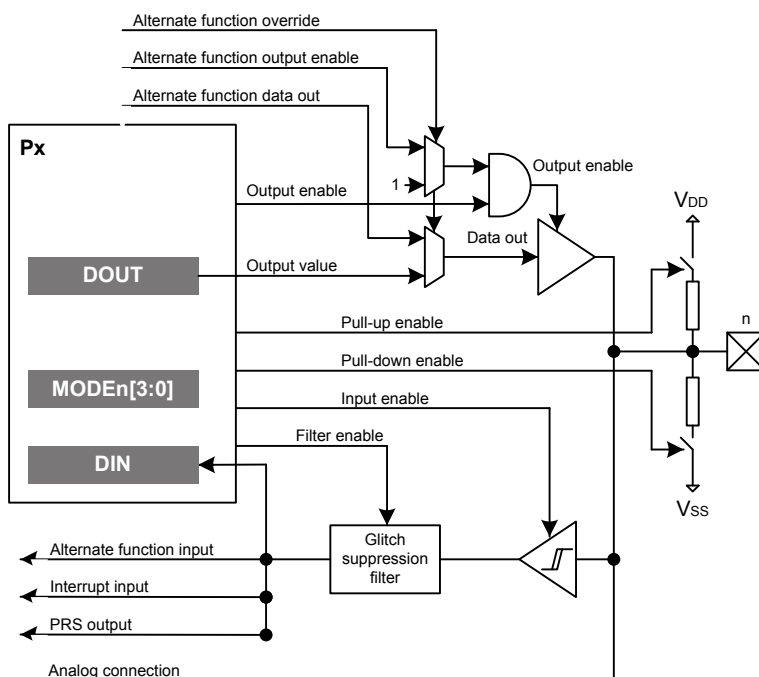 Alternate function override
Alternate function output enable
Alternate function data out
Px
Output enable
1
Output enable
VDD
Data out
DOUT
Output value
n
Pull-up enable
Pull-down enable
MODEn[3:0]
Input enable
Filter enable
DIN
VSS
Glitch
suppression
filter
Alternate function input
Interrupt input
PRS output
Analog connection